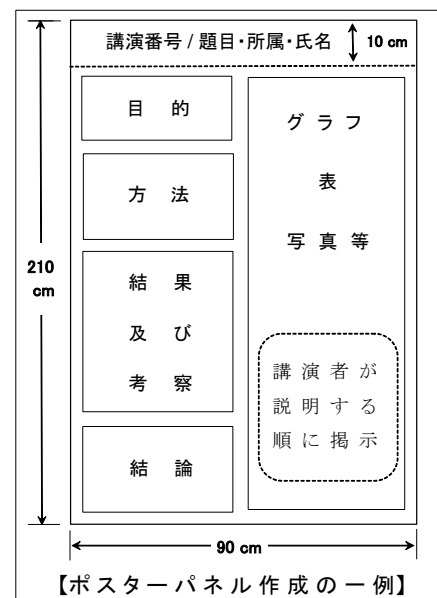 講演番号 / 題目・所属・氏名
10 cm
目 的
方 法
結 果
及 び
考 察
結 論
グ ラ フ
表
写 真 等
講 演 者 が
説 明 す る
順 に 掲 示
210
cm
90 cm
【ポスターパネル作成の一例】